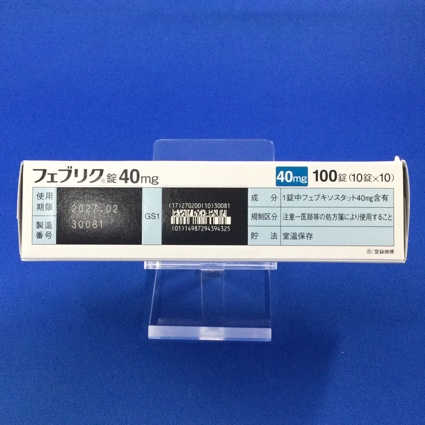 フェブリク®錠40mg
40mg 100錠(10錠×10)
使用期限 2027.02
製造番号 30081
GS1
(17)270200(10)30081
(01)14987294394325
成分 1錠中フェブキソスタット40mg含有
規制区分 注意―医師等の処方箋により使用すること
貯法 室温保存
®:登録商標